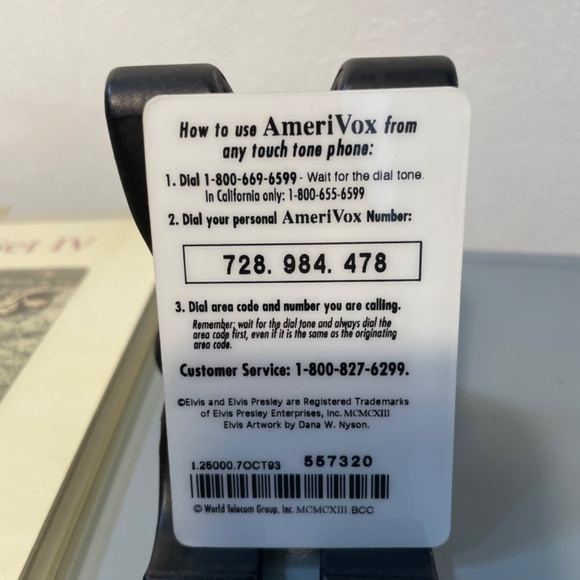 How to use AmeriVox from
any touch tone phone:
1. Dial 1-800-669-6599 - Wait for the dial tone.
In California only: 1-800-655-6599
2. Dial your personal AmeriVox Number:
728. 984. 478
3. Dial area code and number you are calling.
Remember; wait for the dial tone and always dial the
area code first, even if it is the same as the originating
area code.
Customer Service: 1-800-827-6299.
©Elvis and Elvis Presley are Registered Trademarks
of Elvis Presley Enterprises, Inc. MCMCXIII
Elvis Artwork by Dana W. Nyson.
1.25000.7OCT93 557320
© World Telecom Group, Inc. MCMCXIII BCC
IV